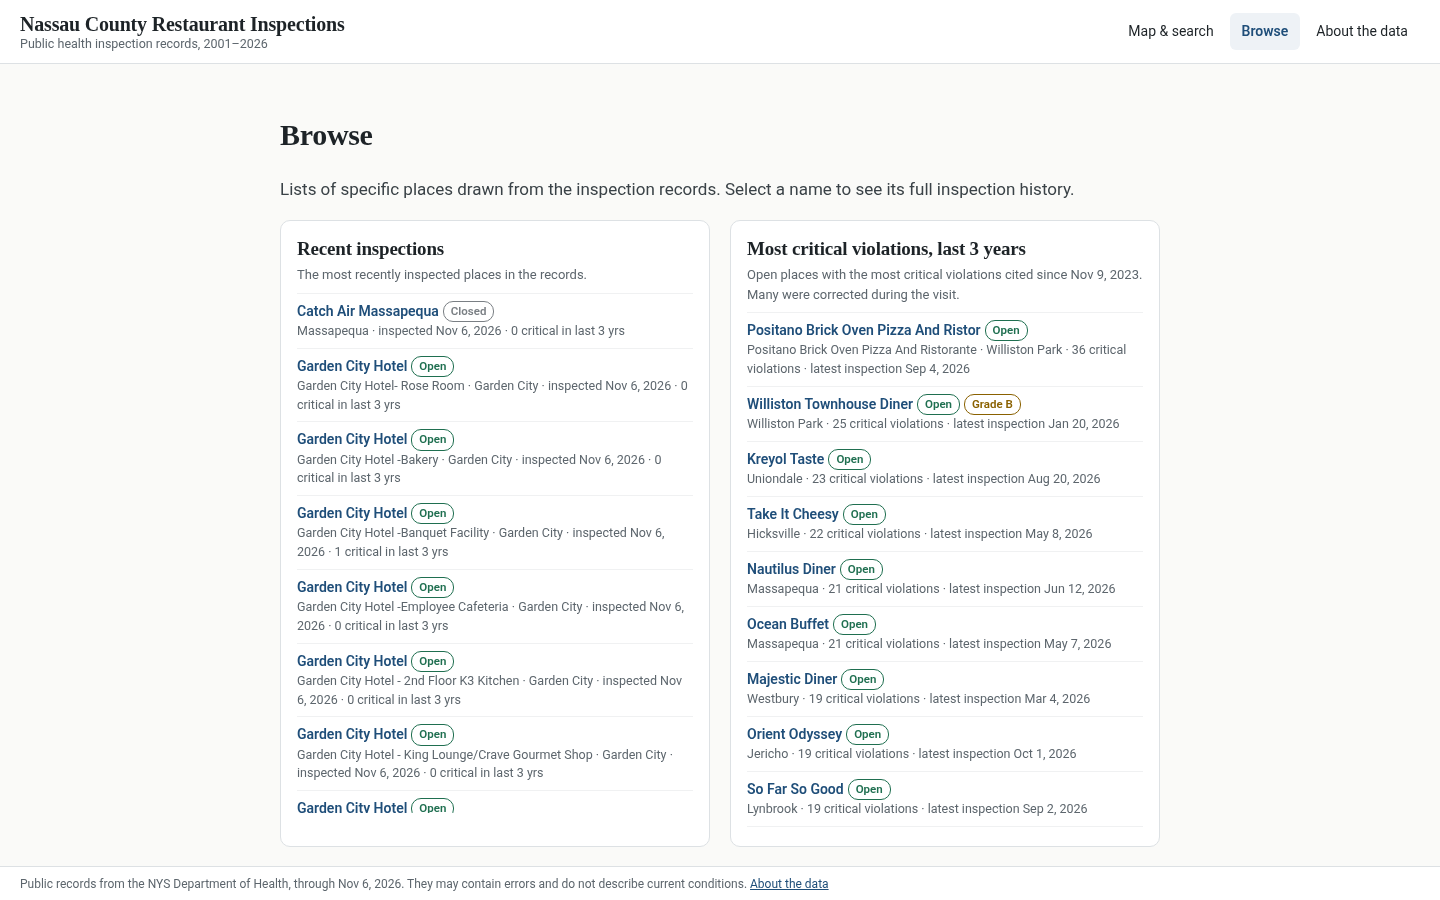 Nassau County Restaurant Inspections
Public health inspection records, 2001–2026
Map & search
Browse
About the data
Browse
Lists of specific places drawn from the inspection records. Select a name to see its full inspection history.
Recent inspections
The most recently inspected places in the records.
Catch Air Massapequa Closed
Massapequa · inspected Nov 6, 2026 · 0 critical in last 3 yrs
Garden City Hotel Open
Garden City Hotel- Rose Room · Garden City · inspected Nov 6, 2026 · 0
critical in last 3 yrs
Garden City Hotel Open
Garden City Hotel -Bakery · Garden City · inspected Nov 6, 2026 · 0
critical in last 3 yrs
Garden City Hotel Open
Garden City Hotel -Banquet Facility · Garden City · inspected Nov 6,
2026 · 1 critical in last 3 yrs
Garden City Hotel Open
Garden City Hotel -Employee Cafeteria · Garden City · inspected Nov 6,
2026 · 0 critical in last 3 yrs
Garden City Hotel Open
Garden City Hotel - 2nd Floor K3 Kitchen · Garden City · inspected Nov
6, 2026 · 0 critical in last 3 yrs
Garden City Hotel Open
Garden City Hotel - King Lounge/Crave Gourmet Shop · Garden City ·
inspected Nov 6, 2026 · 0 critical in last 3 yrs
Garden City Hotel Open
Most critical violations, last 3 years
Open places with the most critical violations cited since Nov 9, 2023.
Many were corrected during the visit.
Positano Brick Oven Pizza And Ristor Open
Positano Brick Oven Pizza And Ristorante · Williston Park · 36 critical
violations · latest inspection Sep 4, 2026
Williston Townhouse Diner Open Grade B
Williston Park · 25 critical violations · latest inspection Jan 20, 2026
Kreyol Taste Open
Uniondale · 23 critical violations · latest inspection Aug 20, 2026
Take It Cheesy Open
Hicksville · 22 critical violations · latest inspection May 8, 2026
Nautilus Diner Open
Massapequa · 21 critical violations · latest inspection Jun 12, 2026
Ocean Buffet Open
Massapequa · 21 critical violations · latest inspection May 7, 2026
Majestic Diner Open
Westbury · 19 critical violations · latest inspection Mar 4, 2026
Orient Odyssey Open
Jericho · 19 critical violations · latest inspection Oct 1, 2026
So Far So Good Open
Lynbrook · 19 critical violations · latest inspection Sep 2, 2026
Public records from the NYS Department of Health, through Nov 6, 2026. They may contain errors and do not describe current conditions. About the data